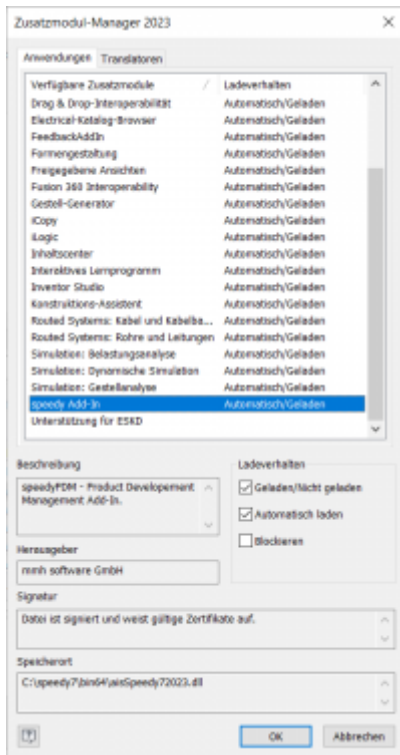 Zusatzmodul-Manager 2023
Anwendungen Translatoren
Verfügbare Zusatzmodule / Ladeverhalten
Drag & Drop-Interoperabilität Automatisch/Geladen
Electrical-Katalog-Browser Automatisch/Geladen
FeedbackAddIn Automatisch/Geladen
Formengestaltung Automatisch/Geladen
Freigegebene Ansichten Automatisch/Geladen
Fusion 360 Interoperability Automatisch/Geladen
Gestell-Generator Automatisch/Geladen
iCopy Automatisch/Geladen
iLogic Automatisch/Geladen
Inhaltscenter Automatisch/Geladen
Interaktives Lernprogramm Automatisch/Geladen
Inventor Studio Automatisch/Geladen
Konstruktions-Assistent Automatisch/Geladen
Routed Systems: Kabel und Kabelba... Automatisch/Geladen
Routed Systems: Rohre und Leitungen Automatisch/Geladen
Simulation: Belastungsanalyse Automatisch/Geladen
Simulation: Dynamische Simulation Automatisch/Geladen
Simulation: Gestellanalyse Automatisch/Geladen
speedy Add-In Automatisch/Geladen
Unterstützung für ESKD
Beschreibung
speedyPDM - Product Developement
Management Add-In.
Ladeverhalten
Geladen/Nicht geladen
Automatisch laden
Blockieren
Herausgeber
mmh software GmbH
Signatur
Datei ist signiert und weist gültige Zertifikate auf.
Speicherort
C:\speedy7\bin64\aisSpeedy72023.dll
OK Abbrechen